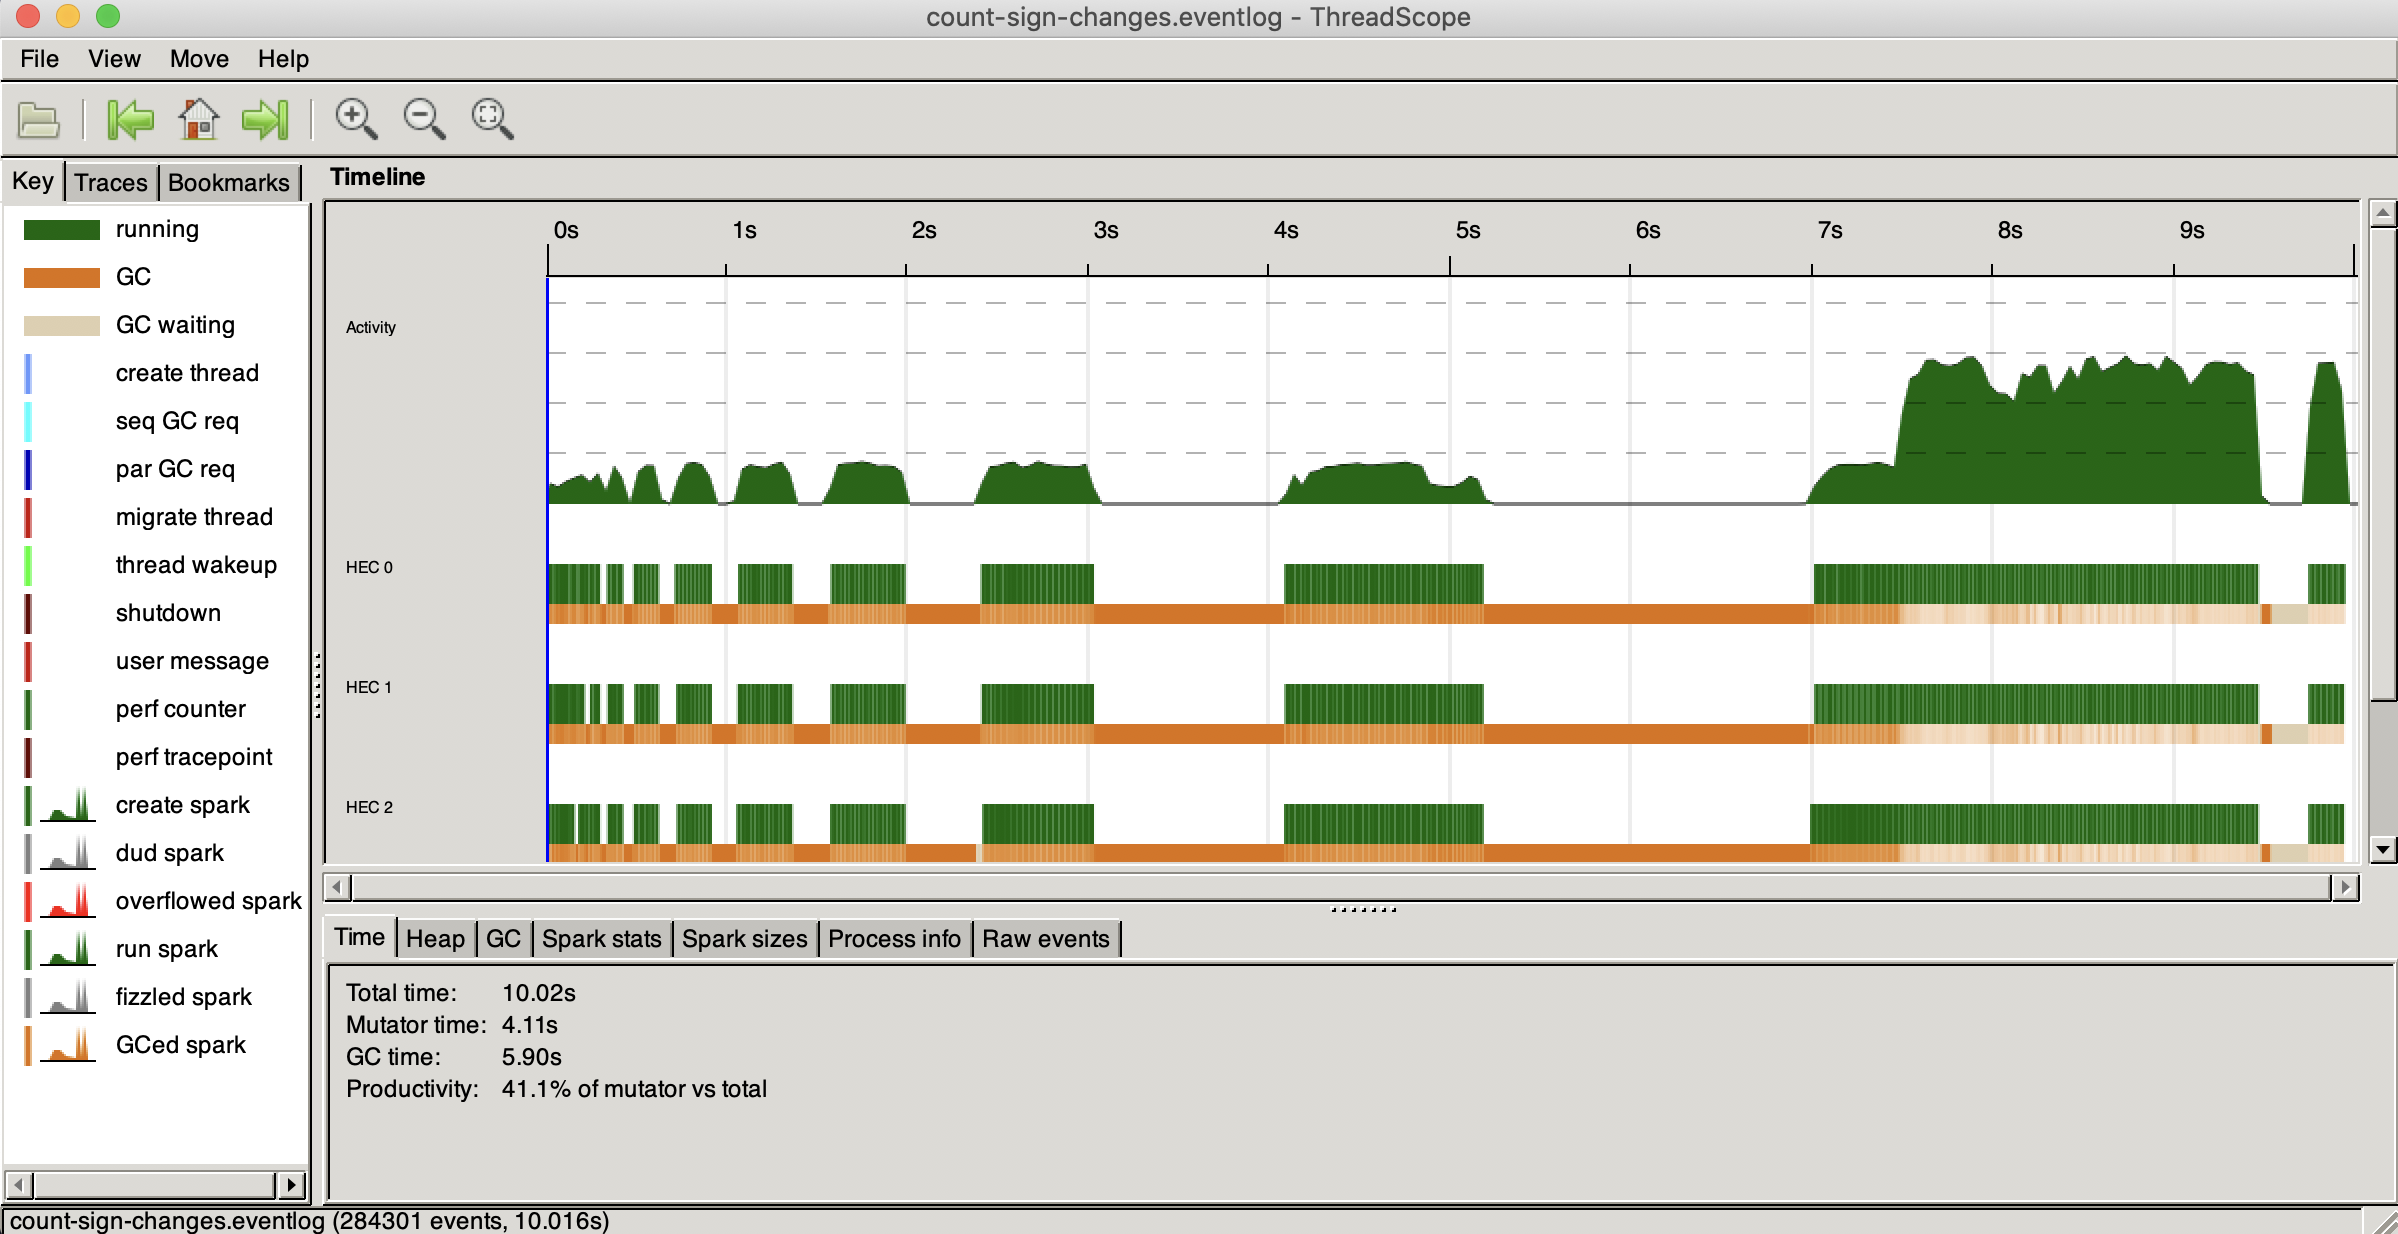 count-sign-changes.eventlog - ThreadScope
File View Move Help
Key Traces Bookmarks
running
GC
GC waiting
create thread
seq GC req
par GC req
migrate thread
thread wakeup
shutdown
user message
perf counter
perf tracepoint
create spark
dud spark
overflowed spark
run spark
fizzled spark
GCed spark
Timeline
0s 1s 2s 3s 4s 5s 6s 7s 8s 9s
Activity
HEC 0
HEC 1
HEC 2
Time Heap GC Spark stats Spark sizes Process info Raw events
Total time: 10.02s
Mutator time: 4.11s
GC time: 5.90s
Productivity: 41.1% of mutator vs total
count-sign-changes.eventlog (284301 events, 10.016s)